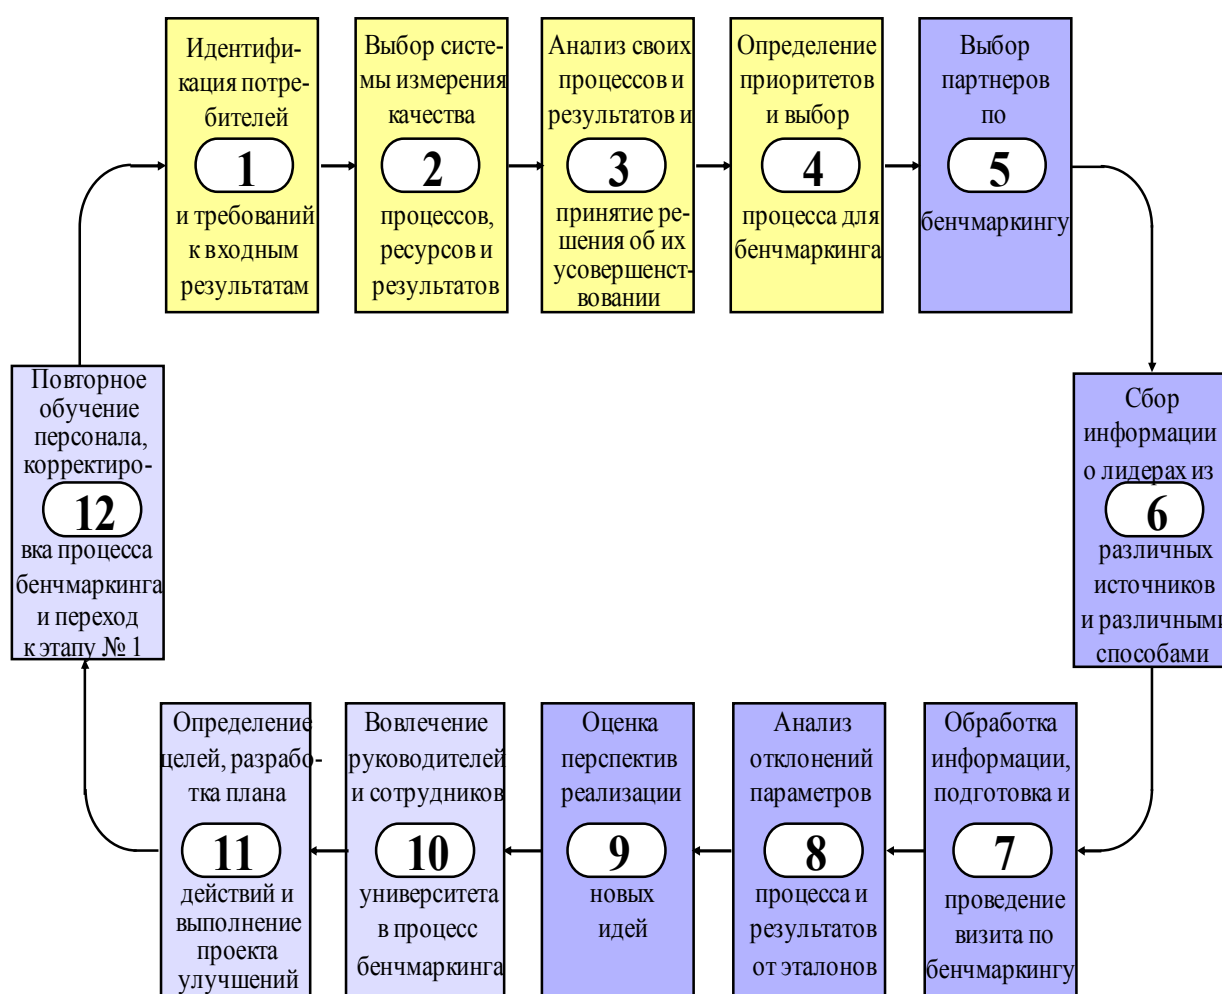 Идентифи-
кация потре-
бителей
1
и требований
к входным
результатам
Выбор систе-
мы измерения
качества
2
процессов,
ресурсов и
результатов
Анализ своих
процессов и
результатов и
3
принятие ре-
шения об их
усовершенст-
вовании
Определение
приоритетов
и выбор
4
процесса для
бенчмаркинга
Выбор
партнеров
по
5
бенчмаркингу
Сбор
информации
о лидерах из
6
различных
источников
и различными
способами
Обработка
информации,
подготовка и
7
проведение
визита по
бенчмаркингу
Анализ
отклонений
параметров
8
процесса и
результатов
от эталонов
Оценка
перспектив
реализации
9
новых
идей
Вовлечение
руководителей
и сотрудников
10
университета
в процесс
бенчмаркинга
Определение
целей, разрабо-
тка плана
11
действий и
выполнение
проекта
улучшений
Повторное
обучение
персонала,
корректиро-
12
вка процесса
бенчмаркинга
и переход
к этапу № 1